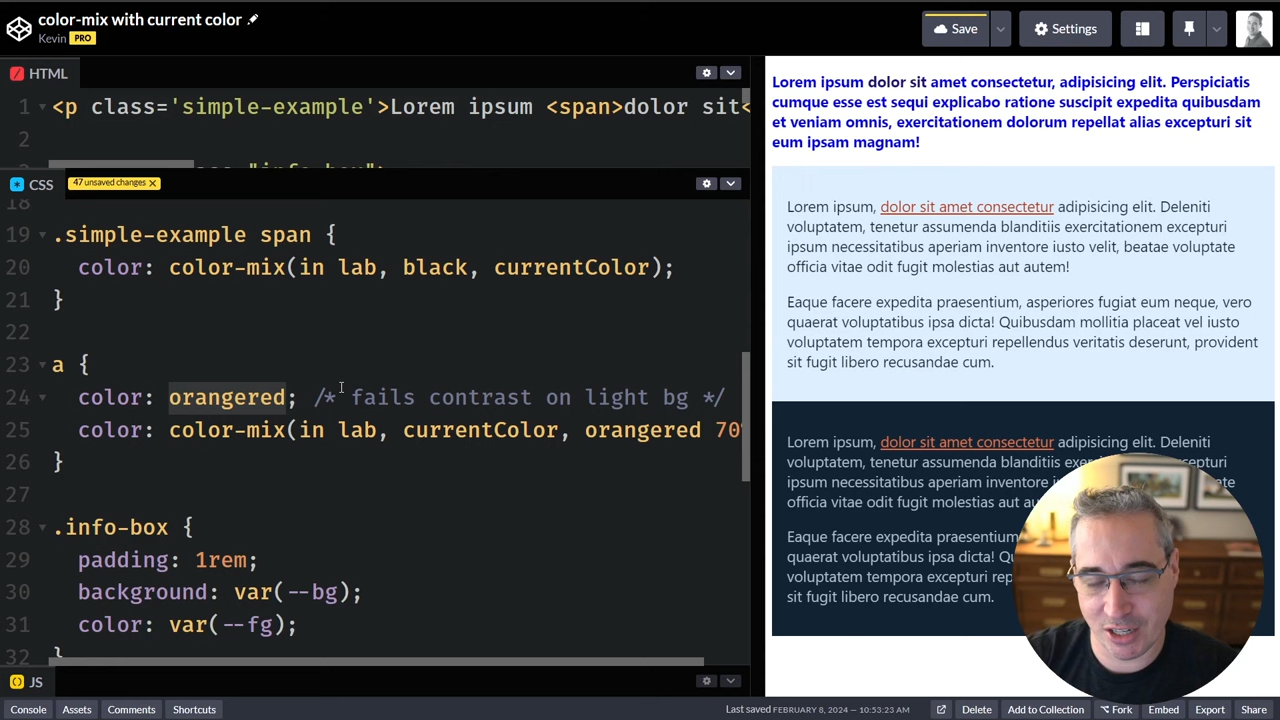 color-mix with current color
Kevin PRO
Save
Settings
HTML
1 <p class='simple-example'>Lorem ipsum <span>dolor sit<
2
CSS
47 unsaved changes X
18
19 .simple-example span {
20 color: color-mix(in lab, black, currentColor);
21 }
22
23 a {
24 color: orangered; /* fails contrast on light bg */
25 color: color-mix(in lab, currentColor, orangered 70
26 }
27
28 .info-box {
29 padding: 1rem;
30 background: var(--bg);
31 color: var(--fg);
32 }
JS
Lorem ipsum dolor sit amet consectetur, adipisicing elit. Perspiciatis
cumque esse est sequi explicabo ratione suscipit expedita quibusdam
et veniam omnis, exercitationem dolorum repellat alias excepturi sit
eum ipsam magnam!
Lorem ipsum, dolor sit amet consectetur adipisicing elit. Deleniti
voluptatem, tenetur assumenda blanditiis exercitationem excepturi
ipsum necessitatibus aperiam inventore iusto velit, beatae voluptate
officia vitae odit fugit molestias aut autem!
Eaque facere expedita praesentium, asperiores fugiat eum neque, vero
quaerat voluptatibus ipsa dicta! Quibusdam mollitia placeat vel iusto
voluptatem tempora excepturi repellendus veritatis deserunt, provident
sit fugit libero recusandae cum.
Lorem ipsum, dolor sit amet consectetur adipisicing elit. Deleniti
voluptatem, tenetur assumenda blanditiis
ipsum necessitatibus aperiam inventore
officia vitae odit fugit molestias aut
Eaque facere expedita praesentium
quaerat voluptatibus ipsa dicta!
voluptatem tempora excepturi
sit fugit libero recusandae cum.
Console Assets Comments Shortcuts Last saved FEBRUARY 8, 2024 — 10:53:23 AM Delete Add to Collection Fork Embed Export Share